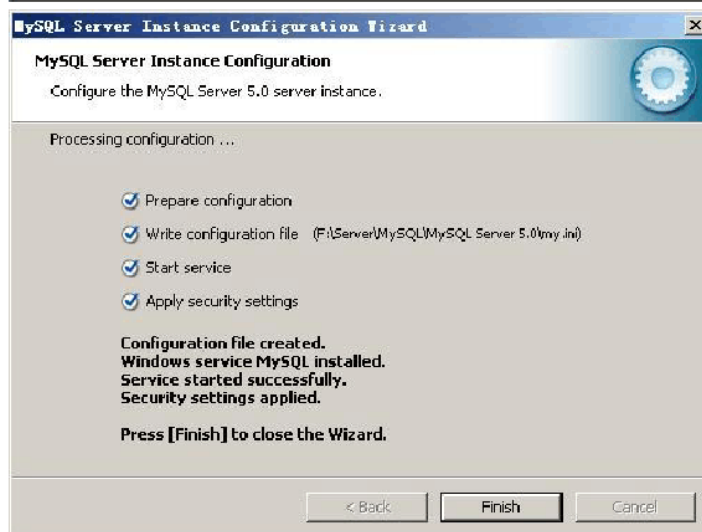 MySQL Server Instance Configuration Wizard
MySQL Server Instance Configuration
Configure the MySQL Server 5.0 server instance.
Processing configuration ...
Prepare configuration
Write configuration file (F:\Server\MySQL\MySQL Server 5.0\my.ini)
Start service
Apply security settings
Configuration file created.
Windows service MySQL installed.
Service started successfully.
Security settings applied.
Press [Finish] to close the Wizard.
< Back Finish Cancel